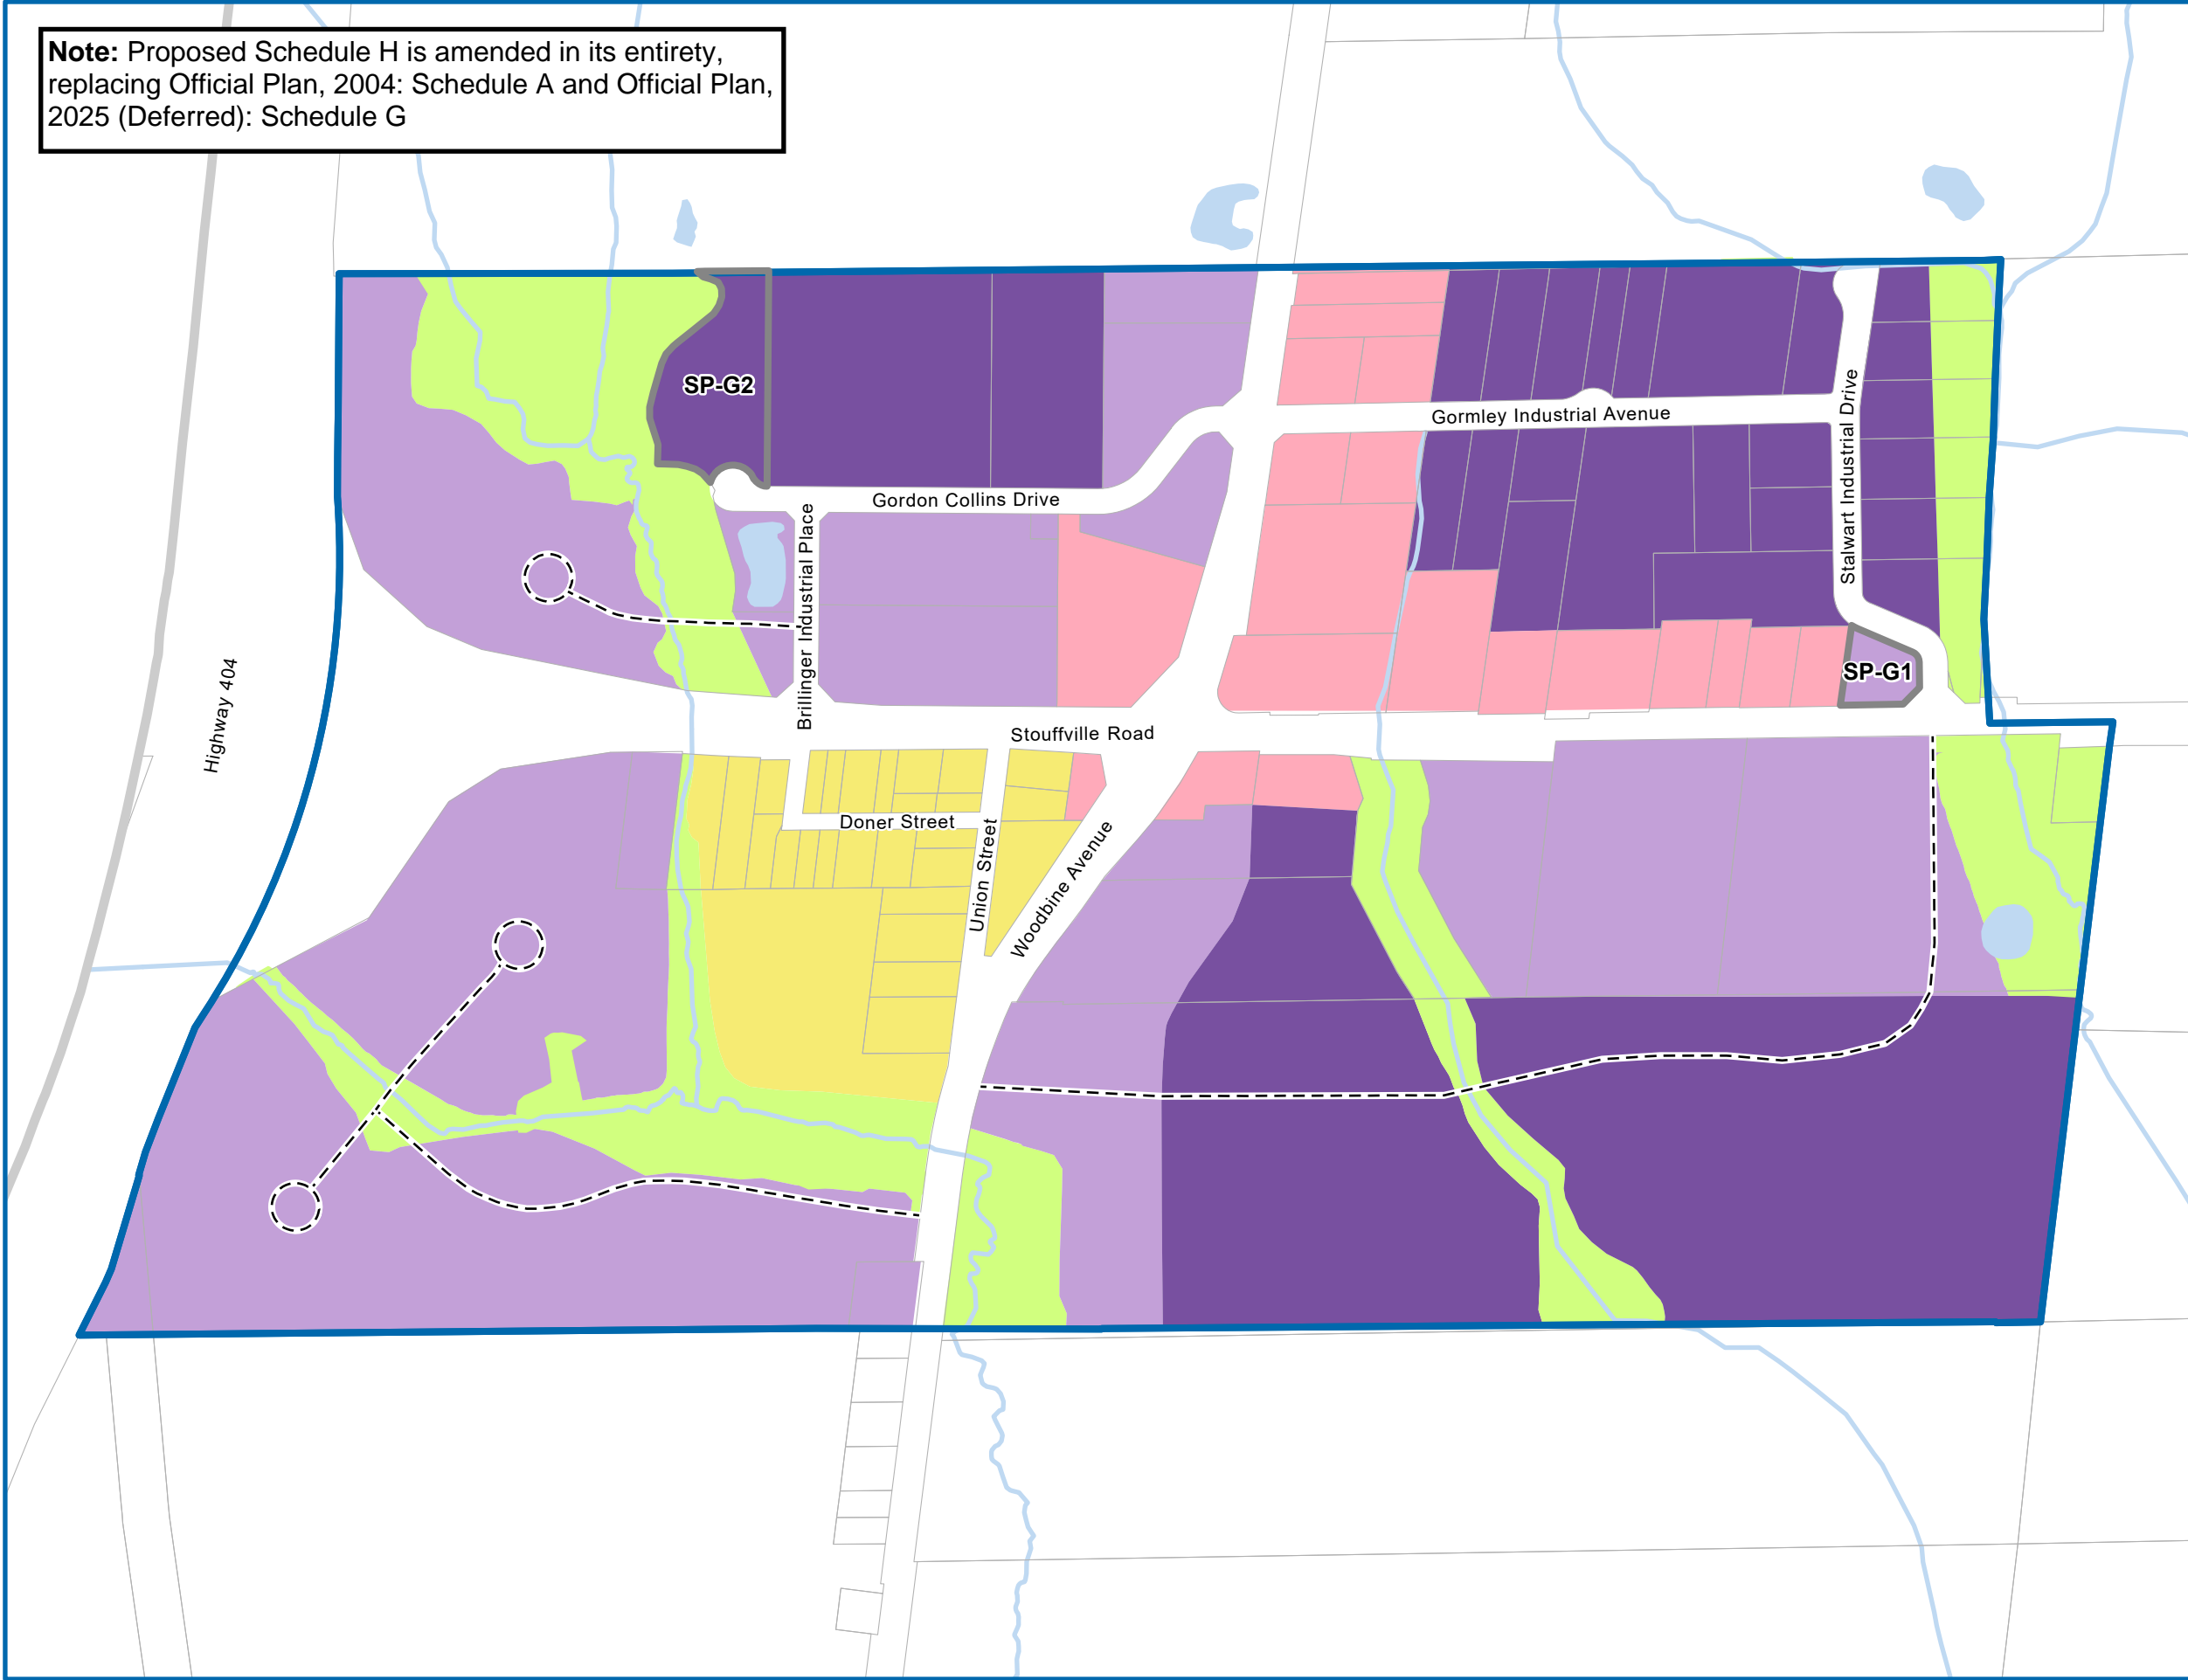 Note: Proposed Schedule H is amended in its entirety,
replacing Official Plan, 2004: Schedule A and Official Plan,
2025 (Deferred): Schedule G
SP-G2
Gormley Industrial Avenue
Stalwart Industrial Drive
Gordon Collins Drive
Brillinger Industrial Place
SP-G1
Highway 404
Stouffville Road
Doner Street
Union Street
Woodbine Avenue